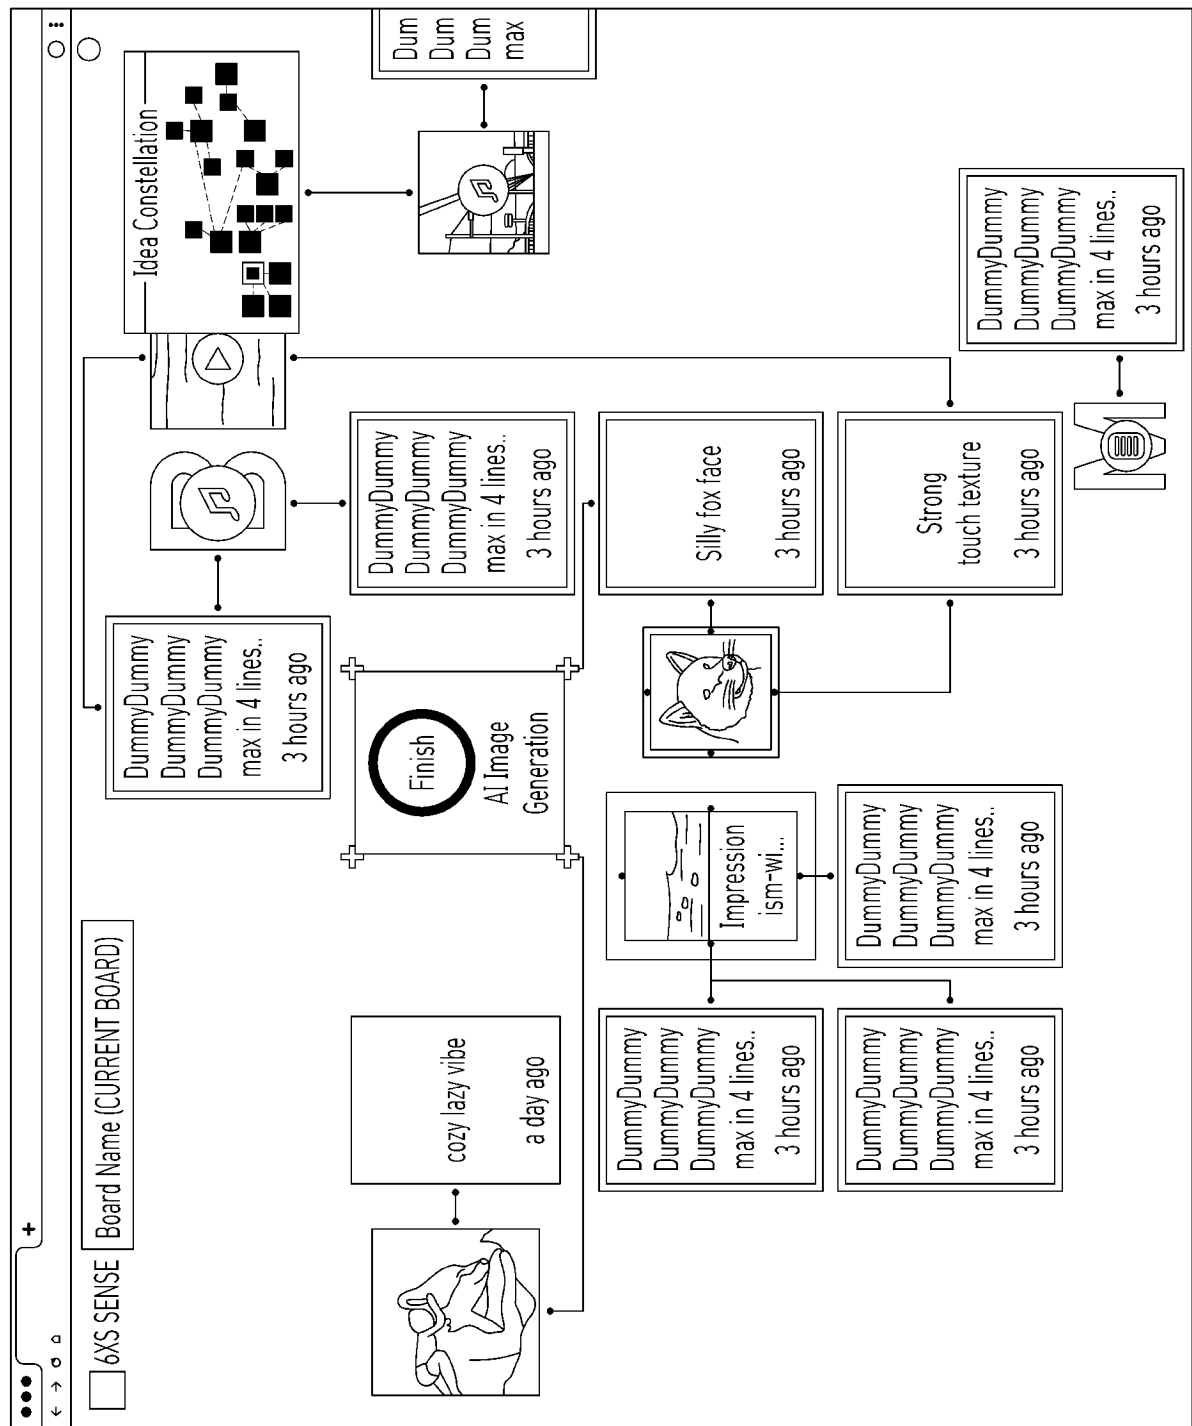 6XS SENSE
Board Name (CURRENT BOARD)
Idea Constellation
DummyDummy
DummyDummy
DummyDummy
max in 4 lines..
3 hours ago
cozy lazy vibe
a day ago
Finish
AI Image
Generation
DummyDummy
DummyDummy
DummyDummy
max in 4 lines..
3 hours ago
Dum
Dum
Dum
max
DummyDummy
DummyDummy
DummyDummy
max in 4 lines..
3 hours ago
Impression
ism-wi...
Silly fox face
3 hours ago
DummyDummy
DummyDummy
DummyDummy
max in 4 lines..
3 hours ago
DummyDummy
DummyDummy
DummyDummy
max in 4 lines..
3 hours ago
Strong
touch texture
3 hours ago
DummyDummy
DummyDummy
DummyDummy
max in 4 lines..
3 hours ago